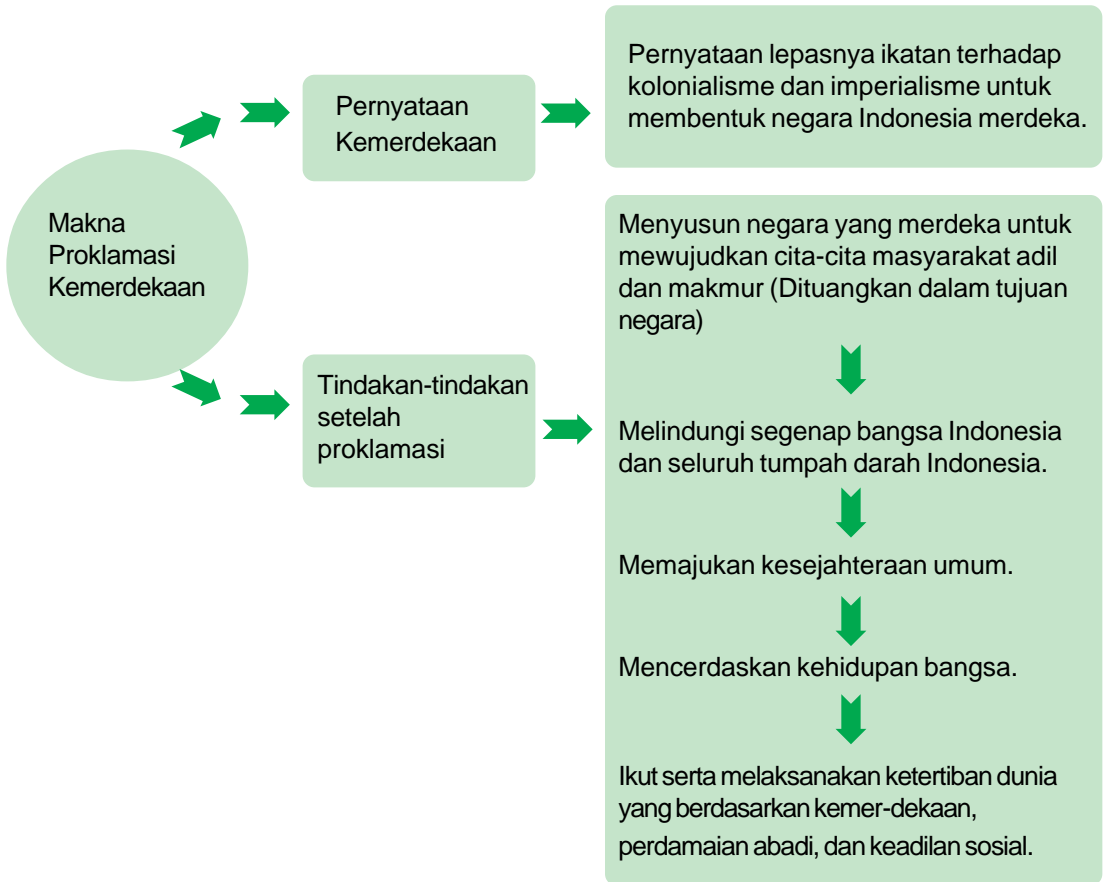 Makna
Proklamasi
Kemerdekaan
Pernyataan
Kemerdekaan
Pernyataan lepasnya ikatan terhadap
kolonialisme dan imperialisme untuk
membentuk negara Indonesia merdeka.
Tindakan-tindakan
setelah
proklamasi
Menyusun negara yang merdeka untuk
mewujudkan cita-cita masyarakat adil
dan makmur (Dituangkan dalam tujuan
negara)
Melindungi segenap bangsa Indonesia
dan seluruh tumpah darah Indonesia.
Memajukan kesejahteraan umum.
Mencerdaskan kehidupan bangsa.
Ikut serta melaksanakan ketertiban dunia
yang berdasarkan kemer-dekaan,
perdamaian abadi, dan keadilan sosial.